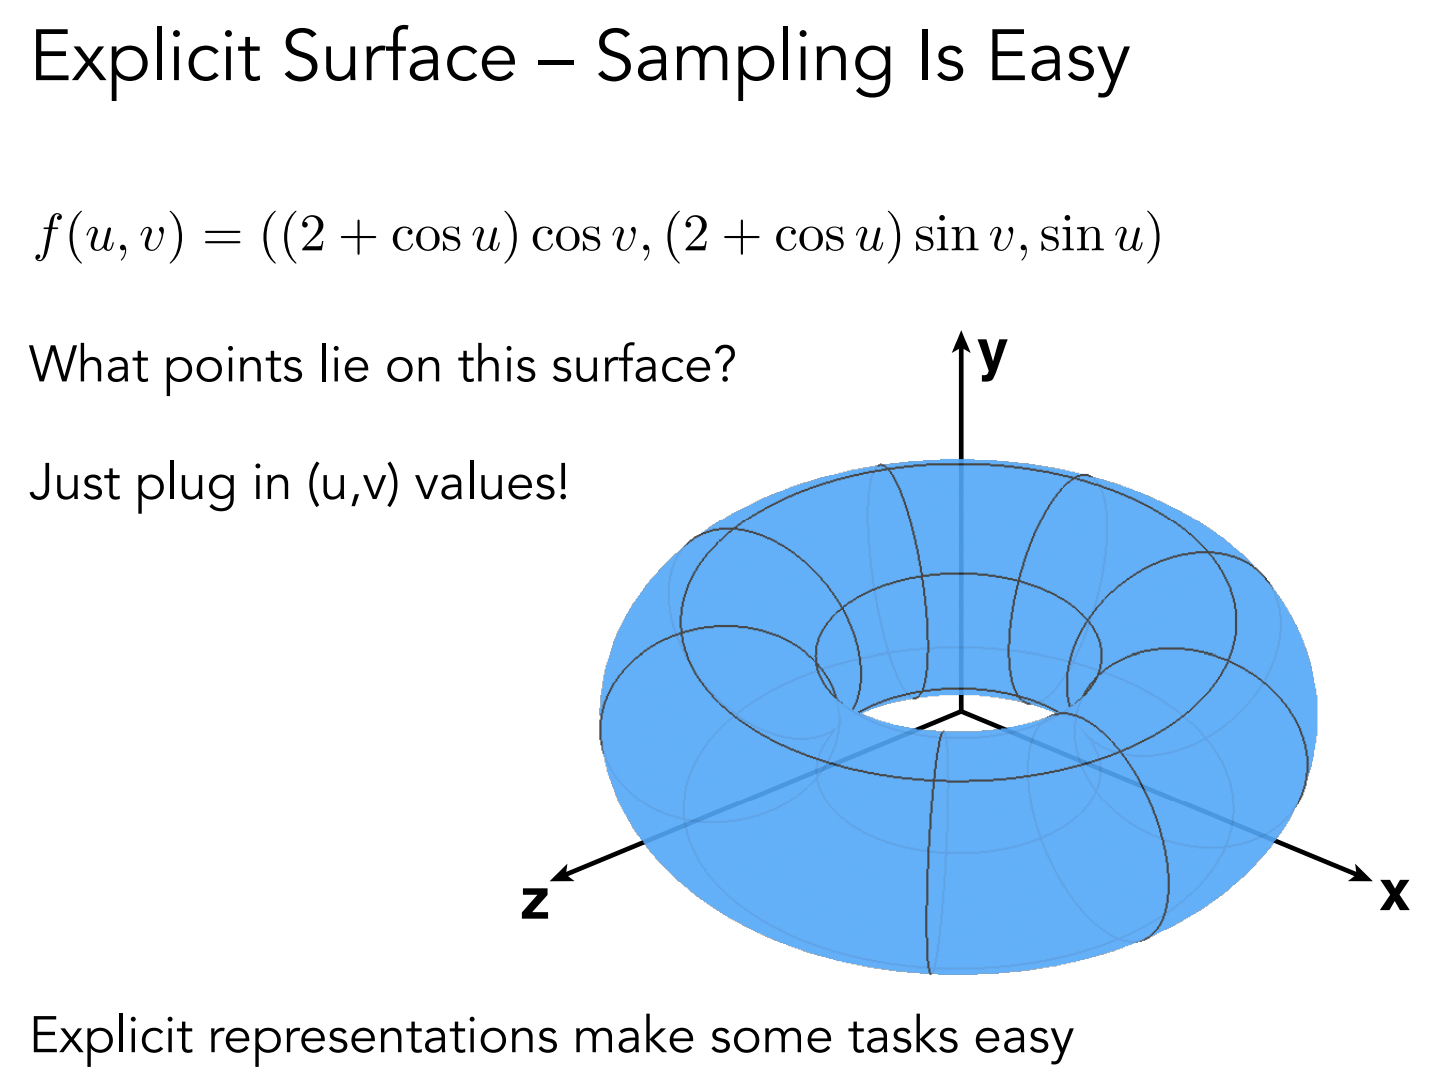 Explicit Surface – Sampling Is Easy
f(u, v) = ((2 + cos u) cos v, (2 + cos u) sin v, sin u)
What points lie on this surface?
Just plug in (u,v) values!
y
z
x
Explicit representations make some tasks easy